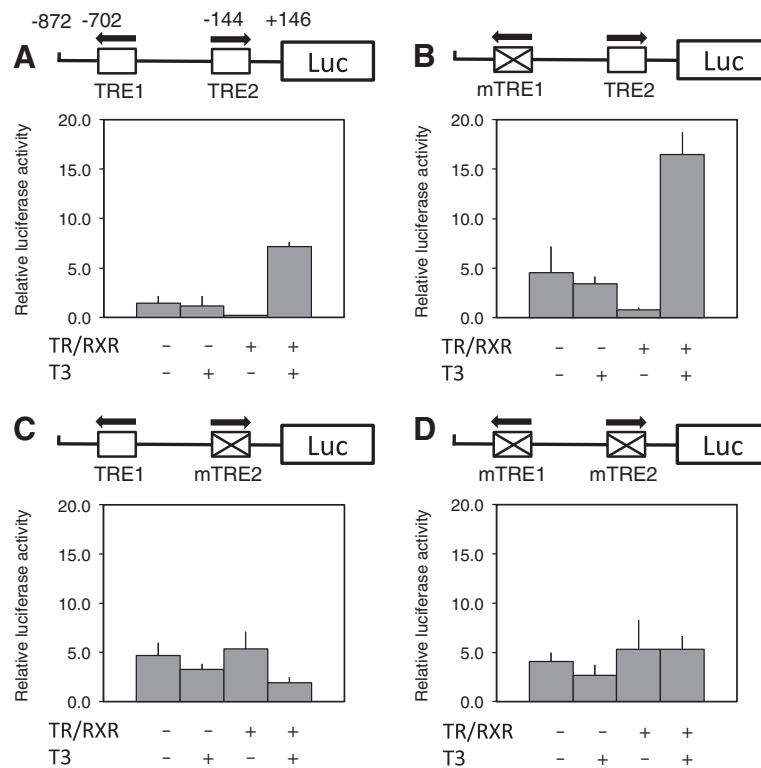 -872 -702 -144 +146
A
Luc
TRE1 TRE2
Relative luciferase activity
20.0
15.0
10.0
5.0
0.0
TR/RXR – – + +
T3 – + – +
B
Luc
mTRE1 TRE2
Relative luciferase activity
20.0
15.0
10.0
5.0
0.0
TR/RXR – – + +
T3 – + – +
C
Luc
TRE1 mTRE2
Relative luciferase activity
20.0
15.0
10.0
5.0
0.0
TR/RXR – – + +
T3 – + – +
D
Luc
mTRE1 mTRE2
Relative luciferase activity
20.0
15.0
10.0
5.0
0.0
TR/RXR – – + +
T3 – + – +